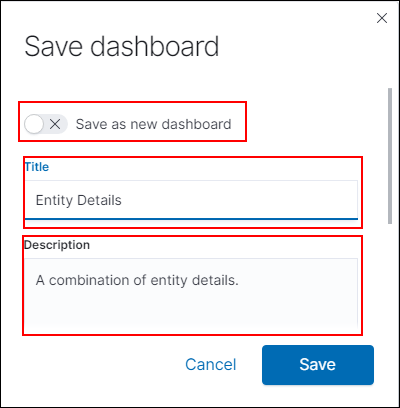 Save dashboard
Save as new dashboard
Title
Entity Details
Description
A combination of entity details.
Cancel
Save